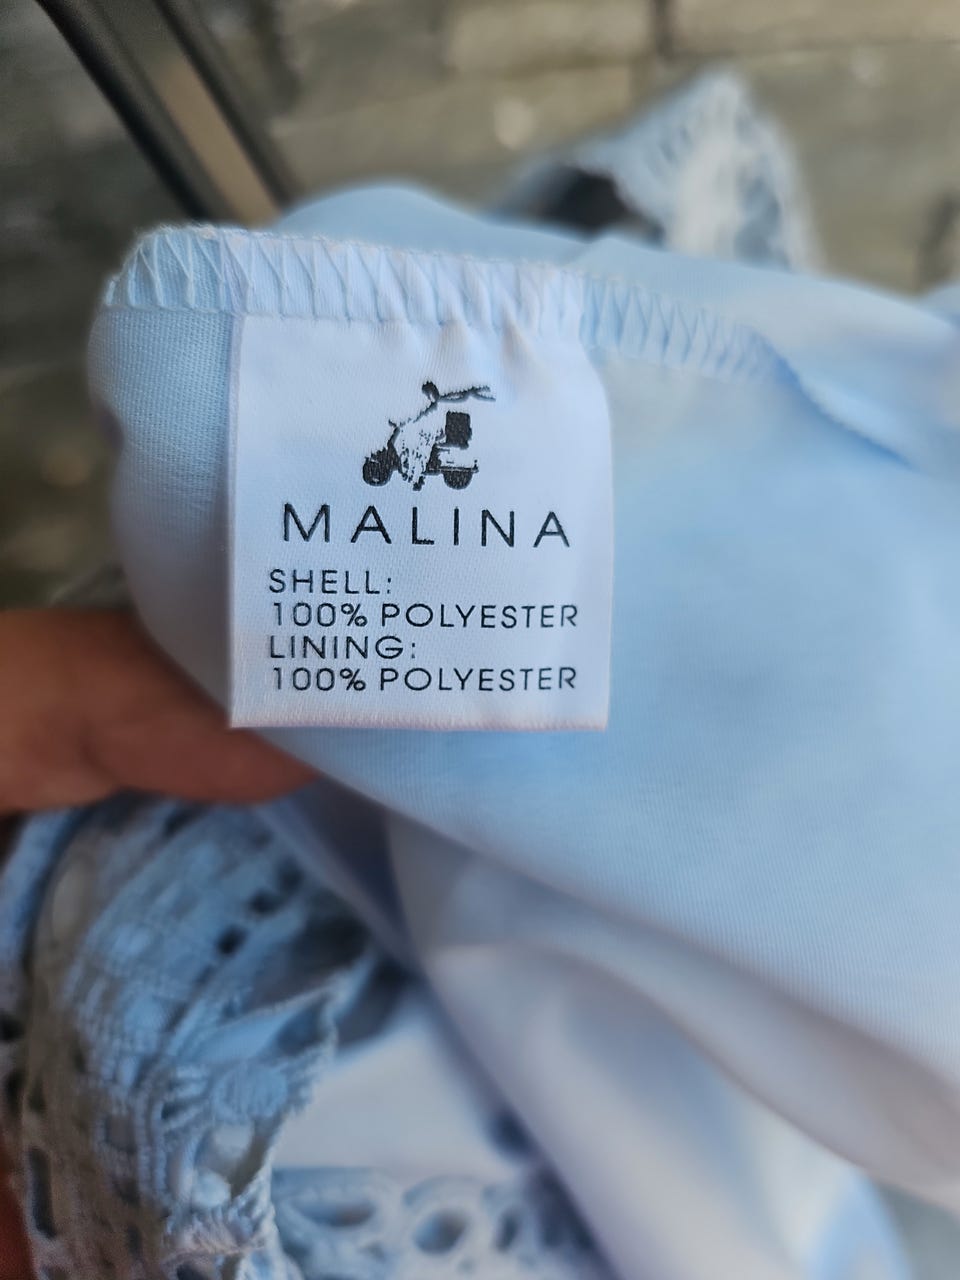 MALINA
SHELL:
100% POLYESTER
LINING:
100% POLYESTER